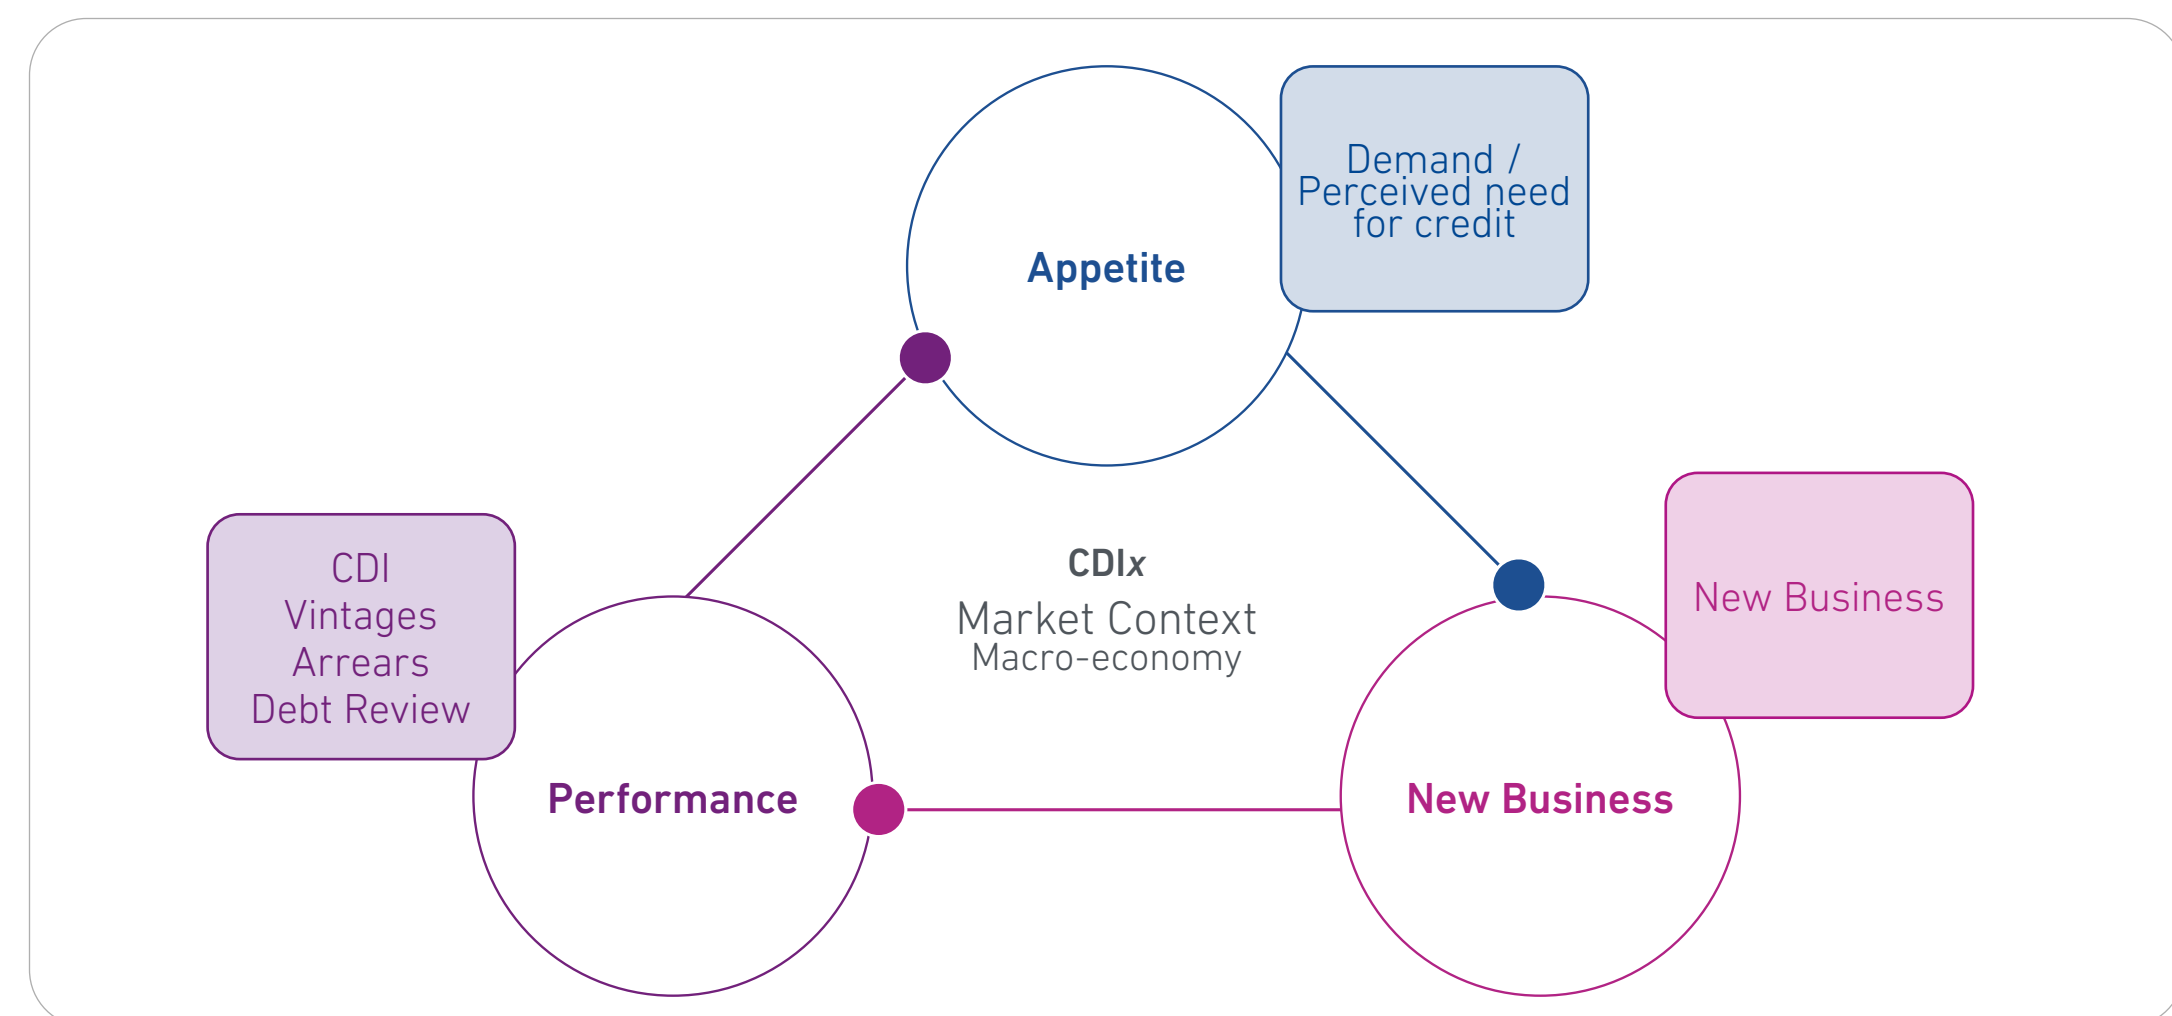 Demand /
Perceived need
for credit
Appetite
CDIx
Market Context
Macro-economy
CDI
Vintages
Arrears
Debt Review
New Business
Performance
New Business